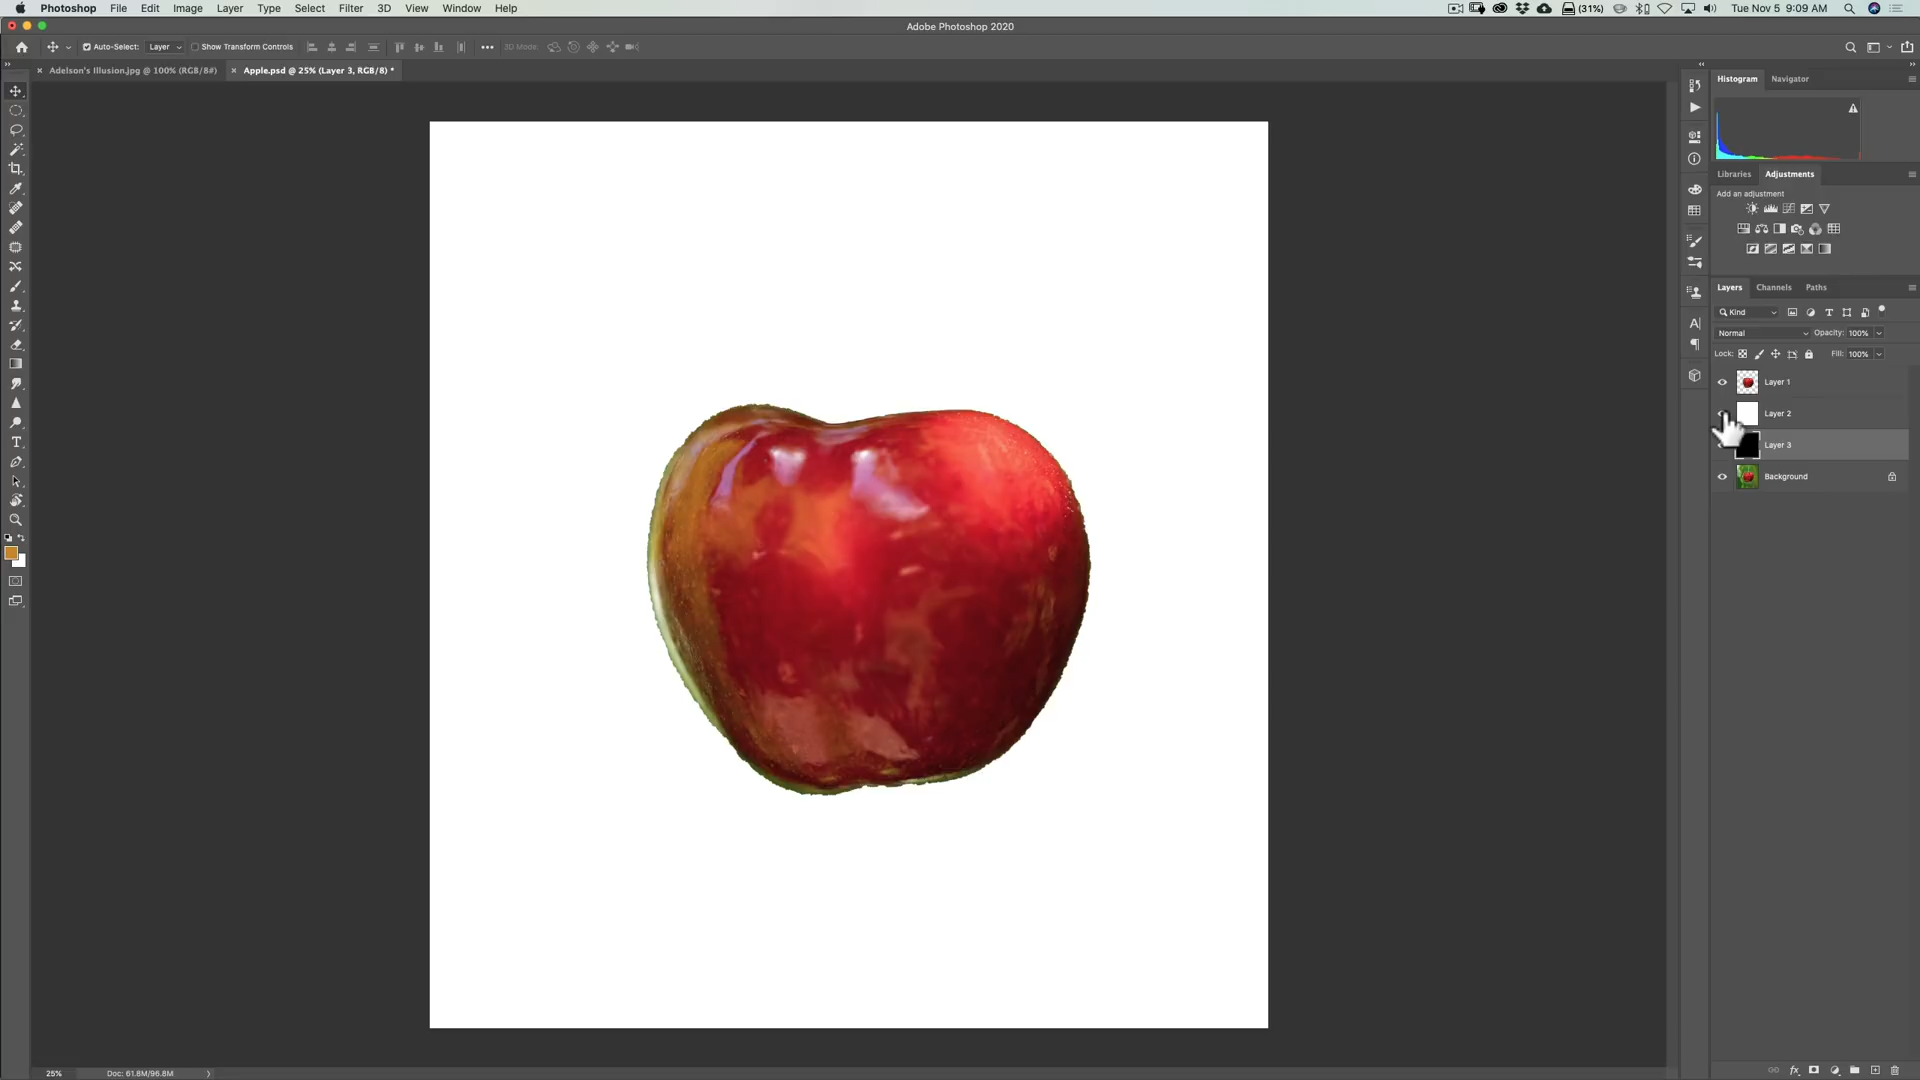 Photoshop File Edit Image Layer Type Select Filter 3D View Window Help (31%) Tue Nov 5 9:09 AM
Adobe Photoshop 2020
Auto-Select: Layer Show Transform Controls 3D Mode:
Adelson's Illusion.jpg @ 100% (RGB/8#) Apple.psd @ 25% (Layer 3, RGB/8) *
Histogram Navigator
Libraries Adjustments
Add an adjustment
Layers Channels Paths
Kind
Normal Opacity: 100%
Lock: Fill: 100%
Layer 1
Layer 2
Layer 3
Background
25% Doc: 61.8M/96.8M